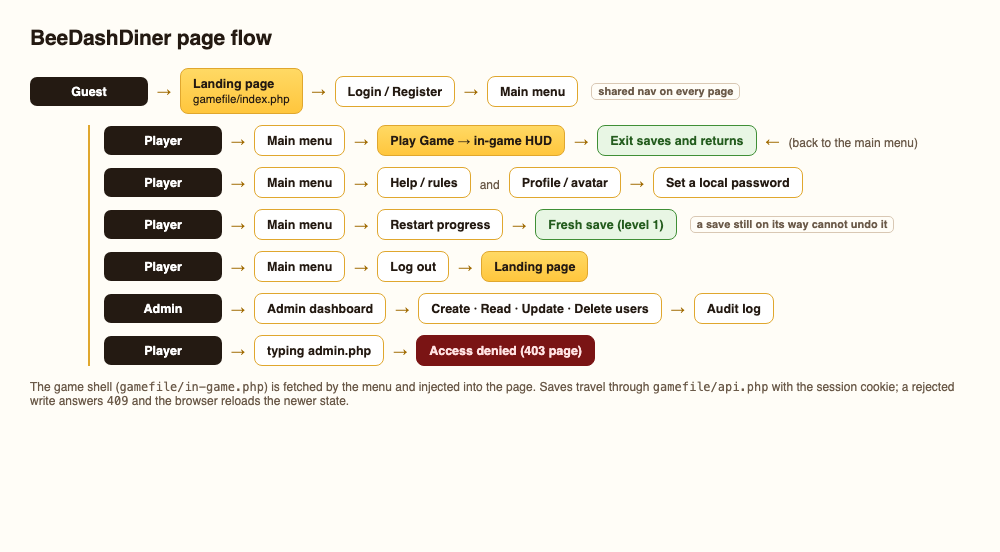 BeeDashDiner page flow
Guest → Landing page gamefile/index.php → Login / Register → Main menu shared nav on every page
Player → Main menu → Play Game → in-game HUD → Exit saves and returns ← (back to the main menu)
Player → Main menu → Help / rules and Profile / avatar → Set a local password
Player → Main menu → Restart progress → Fresh save (level 1) a save still on its way cannot undo it
Player → Main menu → Log out → Landing page
Admin → Admin dashboard → Create · Read · Update · Delete users → Audit log
Player → typing admin.php → Access denied (403 page)
The game shell (gamefile/in-game.php) is fetched by the menu and injected into the page. Saves travel through gamefile/api.php with the session cookie; a rejected
write answers 409 and the browser reloads the newer state.